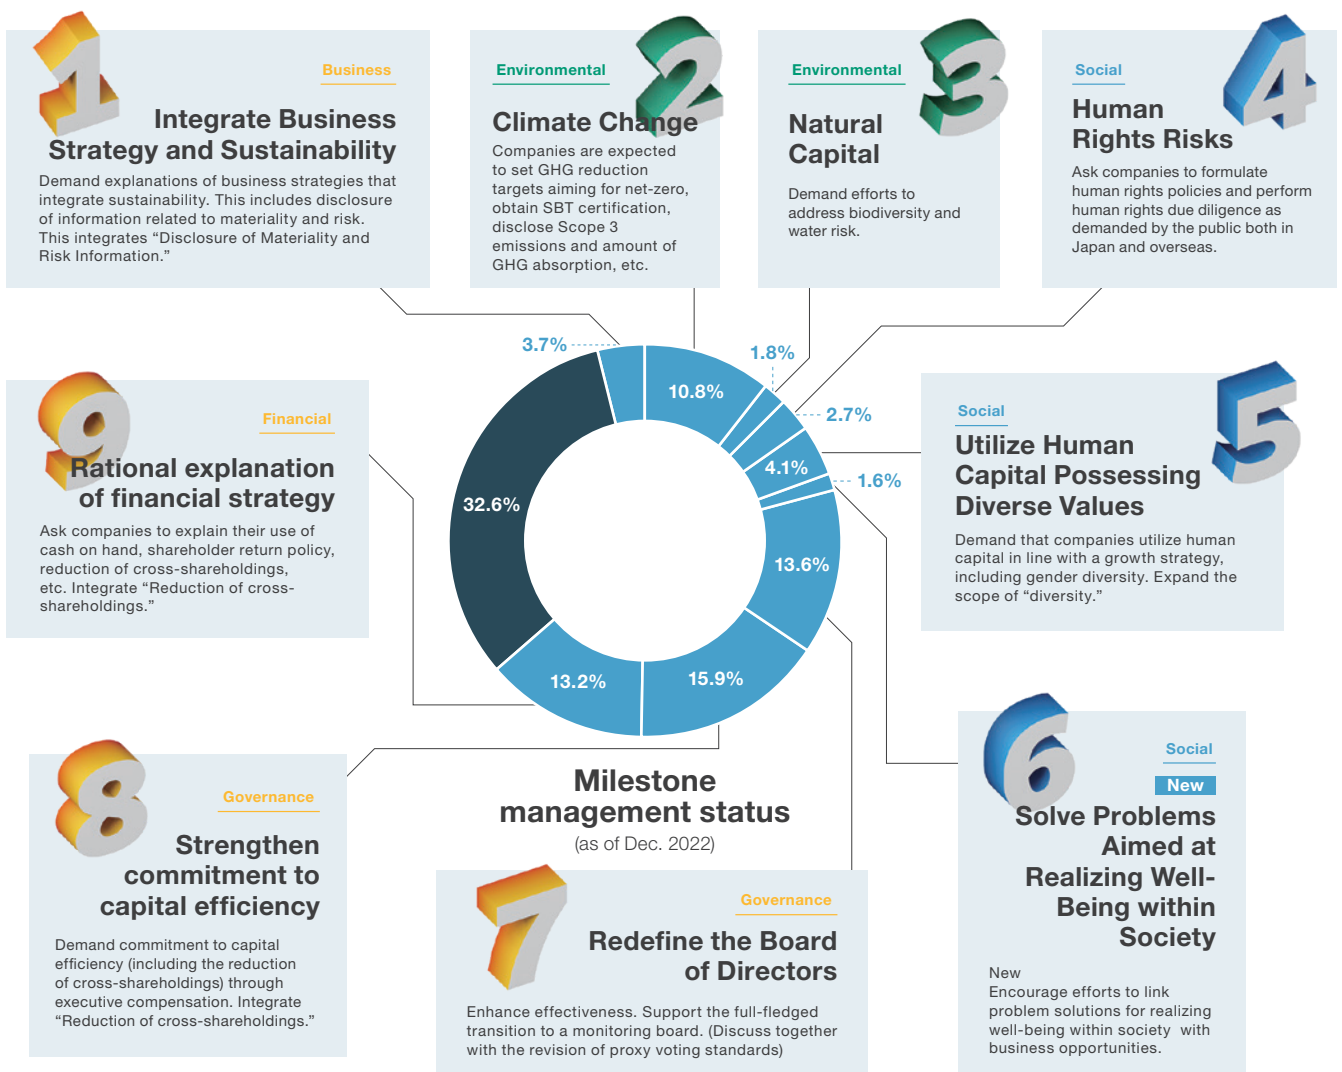 1
Business
Integrate Business
Strategy and Sustainability
Demand explanations of business strategies that
integrate sustainability. This includes disclosure
of information related to materiality and risk.
This integrates “Disclosure of Materiality and
Risk Information.”
2
Environmental
Climate Change
Companies are expected
to set GHG reduction
targets aiming for net-zero,
obtain SBT certification,
disclose Scope 3
emissions and amount of
GHG absorption, etc.
3
Environmental
Natural
Capital
Demand efforts to
address biodiversity and
water risk.
4
Social
Human
Rights Risks
Ask companies to formulate
human rights policies and perform
human rights due diligence as
demanded by the public both in
Japan and overseas.
3.7%
10.8%
1.8%
2.7%
4.1%
1.6%
13.6%
15.9%
13.2%
32.6%
5
Social
Utilize Human
Capital Possessing
Diverse Values
Demand that companies utilize human
capital in line with a growth strategy,
including gender diversity. Expand the
scope of “diversity.”
9
Financial
Rational explanation
of financial strategy
Ask companies to explain their use of
cash on hand, shareholder return policy,
reduction of cross-shareholdings,
etc. Integrate “Reduction of cross-
shareholdings.”
Milestone
management status
(as of Dec. 2022)
6
Social
New
Solve Problems
Aimed at
Realizing Well-
Being within
Society
New
Encourage efforts to link
problem solutions for realizing
well-being within society with
business opportunities.
8
Governance
Strengthen
commitment to
capital efficiency
Demand commitment to capital
efficiency (including the reduction
of cross-shareholdings) through
executive compensation. Integrate
“Reduction of cross-shareholdings.”
7
Governance
Redefine the Board
of Directors
Enhance effectiveness. Support the full-fledged
transition to a monitoring board. (Discuss together
with the revision of proxy voting standards)